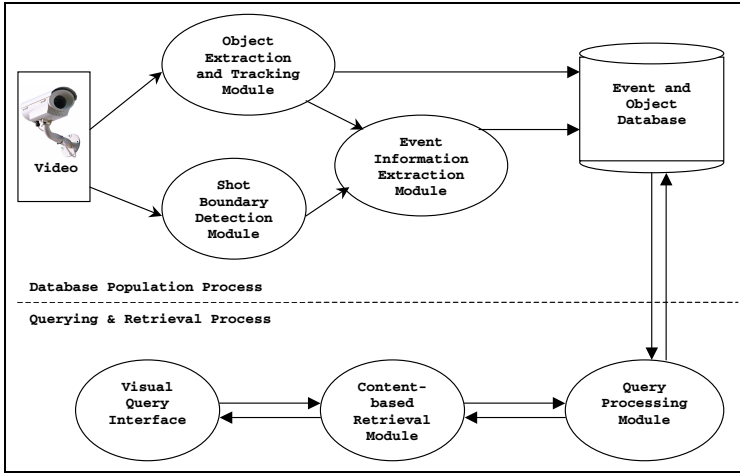 Object
Extraction
and Tracking
Module
Video
Event and
Object
Database
Event
Information
Extraction
Module
Shot
Boundary
Detection
Module
Database Population Process
Querying & Retrieval Process
Visual
Query
Interface
Content-
based
Retrieval
Module
Query
Processing
Module